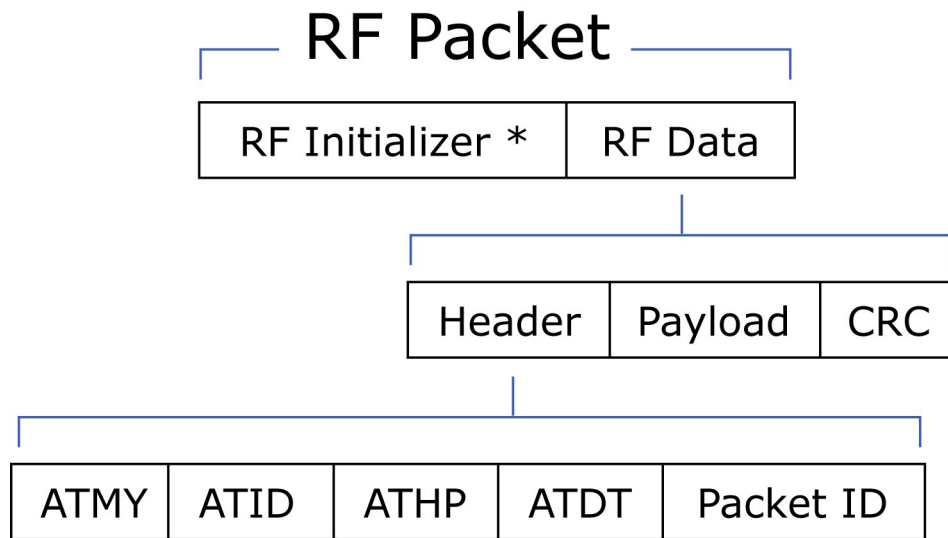 RF Packet
RF Initializer * RF Data
Header Payload CRC
ATMY ATID ATHP ATDT Packet ID